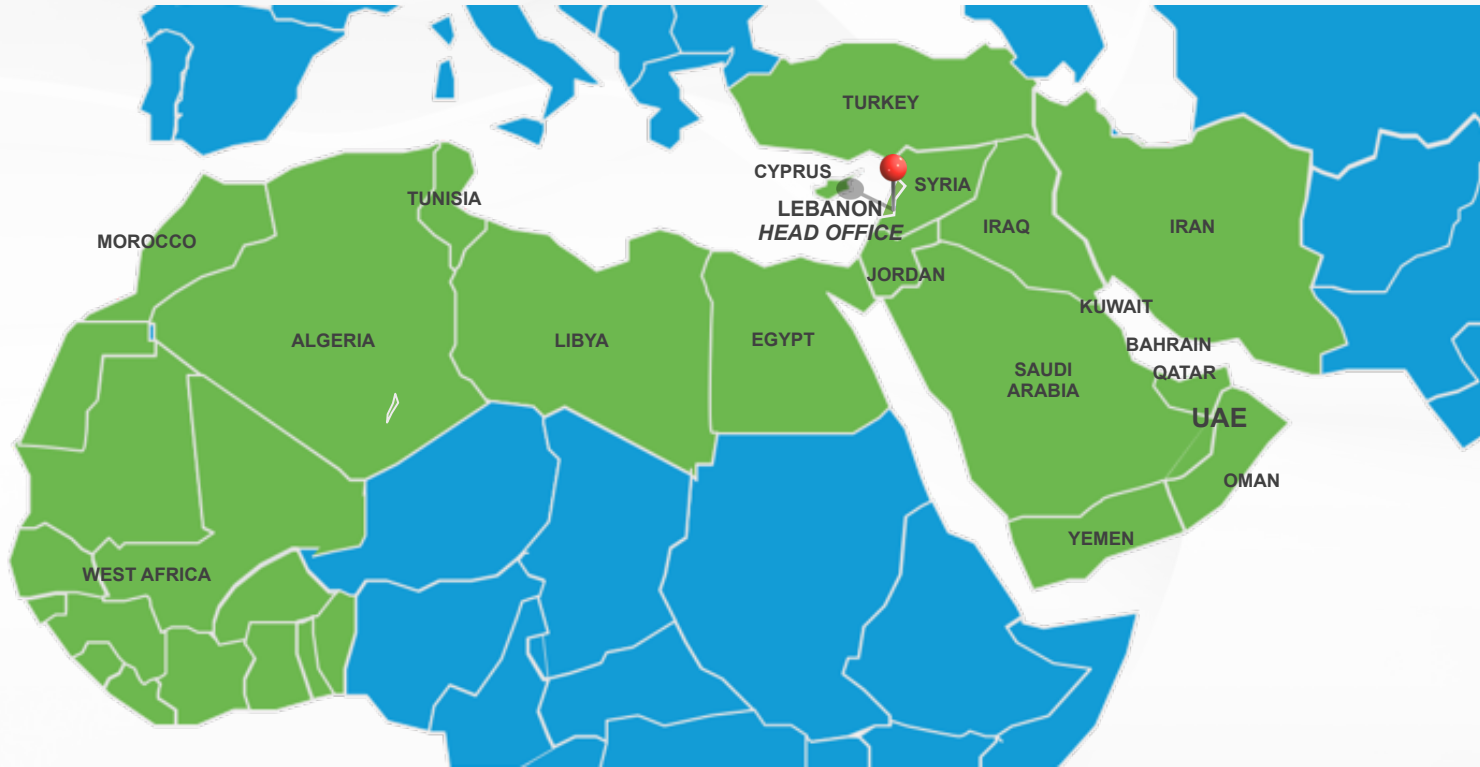 TURKEY
CYPRUS
SYRIA
TUNISIA
LEBANON
HEAD OFFICE
MOROCCO
IRAQ
IRAN
JORDAN
KUWAIT
ALGERIA
LIBYA
EGYPT
BAHRAIN
SAUDI
ARABIA
QATAR
UAE
OMAN
YEMEN
WEST AFRICA